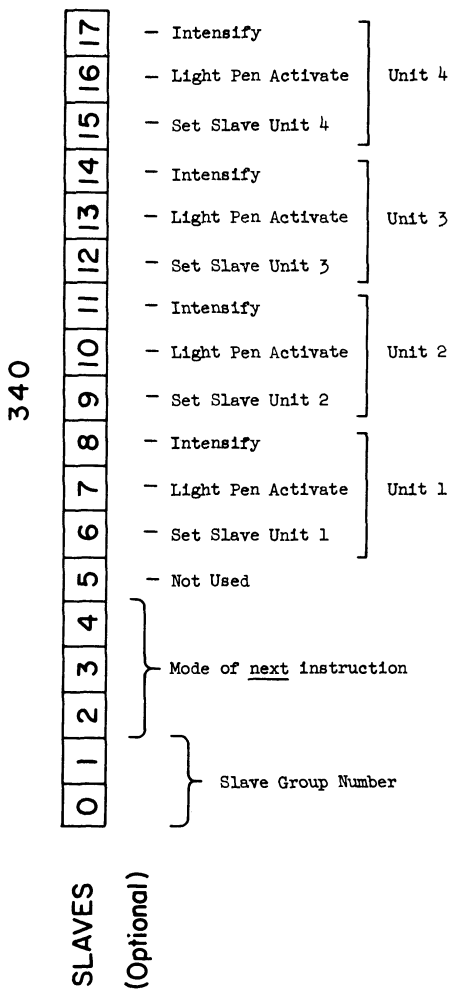 340
SLAVES
(Optional)
17 - Intensify
16 - Light Pen Activate
15 - Set Slave Unit 4
Unit 4
14 - Intensify
13 - Light Pen Activate
12 - Set Slave Unit 3
Unit 3
11 - Intensify
10 - Light Pen Activate
9 - Set Slave Unit 2
Unit 2
8 - Intensify
7 - Light Pen Activate
6 - Set Slave Unit 1
Unit 1
5 - Not Used
4
3
2
Mode of next instruction
1
0
Slave Group Number